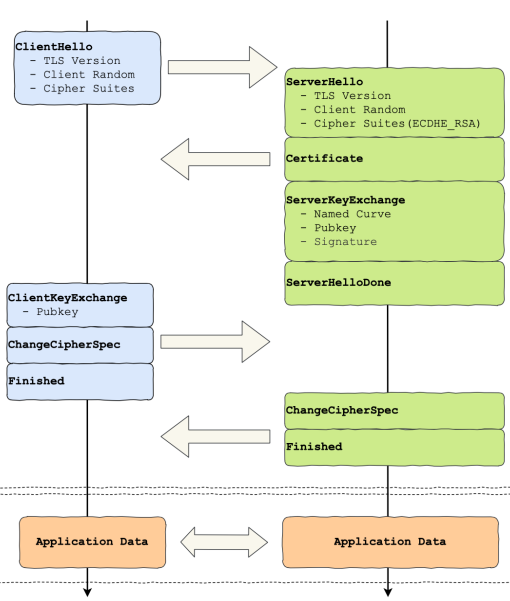 ClientHello
- TLS Version
- Client Random
- Cipher Suites
ServerHello
- TLS Version
- Client Random
- Cipher Suites(ECDHE_RSA)
Certificate
ServerKeyExchange
- Named Curve
- Pubkey
- Signature
ServerHelloDone
ClientKeyExchange
- Pubkey
ChangeCipherSpec
Finished
ChangeCipherSpec
Finished
Application Data
Application Data